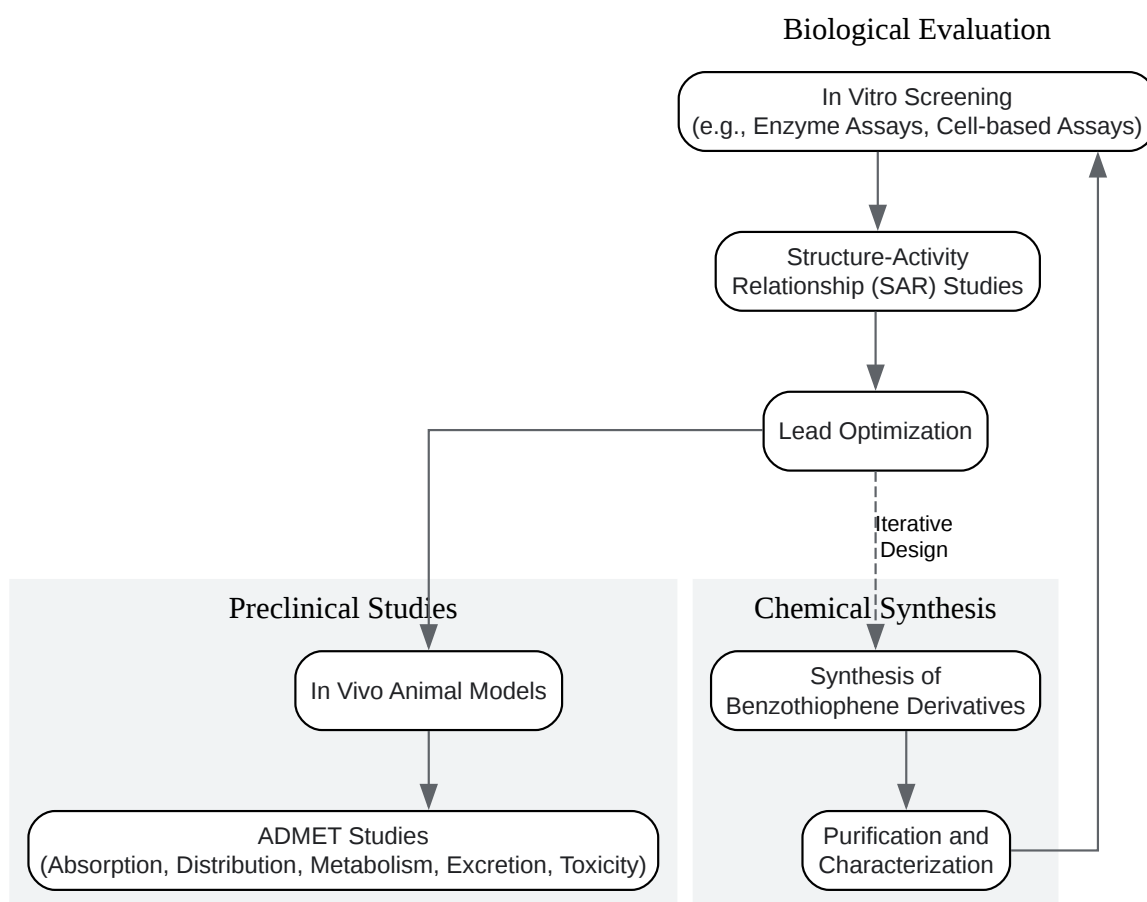 Biological Evaluation
In Vitro Screening
(e.g., Enzyme Assays, Cell-based Assays)
Structure-Activity
Relationship (SAR) Studies
Lead Optimization
Iterative
Design
Preclinical Studies
In Vivo Animal Models
ADMET Studies
(Absorption, Distribution, Metabolism, Excretion, Toxicity)
Chemical Synthesis
Synthesis of
Benzothiophene Derivatives
Purification and
Characterization